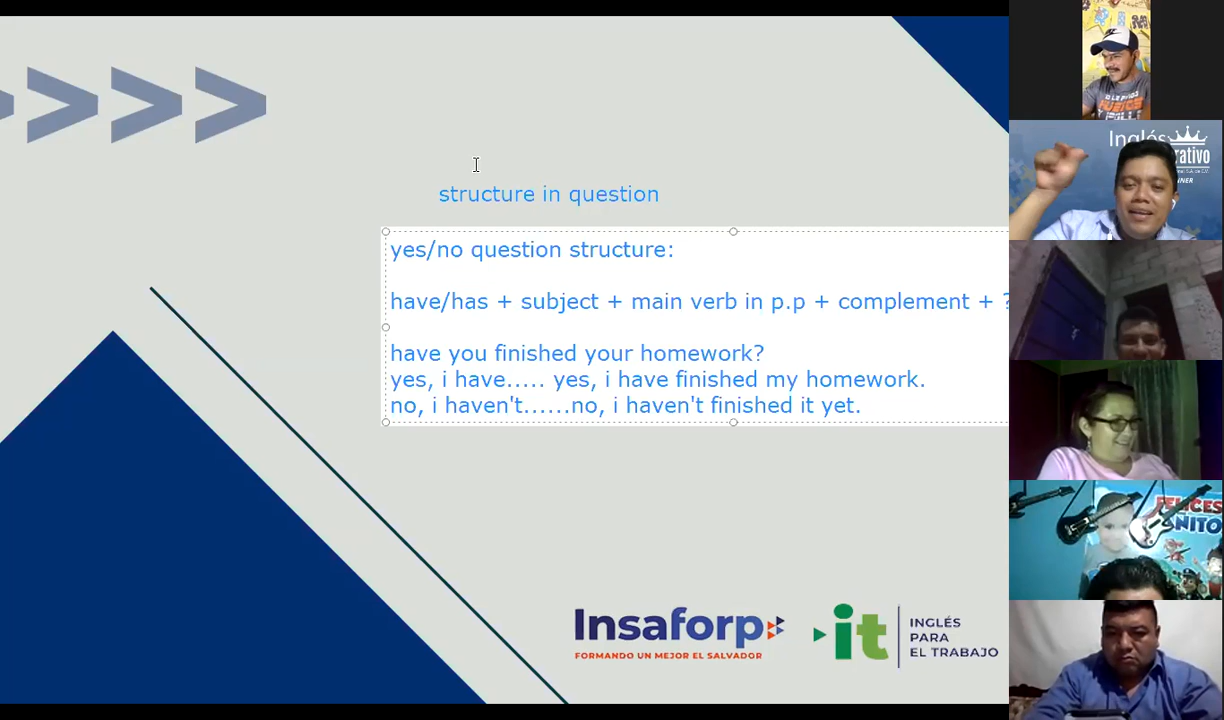 structure in question
yes/no question structure:
have/has + subject + main verb in p.p + complement + ?
have you finished your homework?
yes, i have..... yes, i have finished my homework.
no, i haven't......no, i haven't finished it yet.
Insaforp
FORMANDO UN MEJOR EL SALVADOR
it
INGLÉS
PARA
EL TRABAJO
Inglés